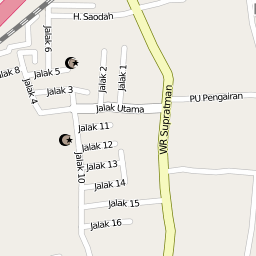 H. Saodah
Jalak 6
Jalak 8
Jalak 5
Jalak 2
Jalak 1
Jalak 4
Jalak 3
PU Pengairan
Jalak Utama
WR Supratman
Jalak 11
Jalak 12
Jalak 13
Jalak 10
Jalak 14
Jalak 15
Jalak 16